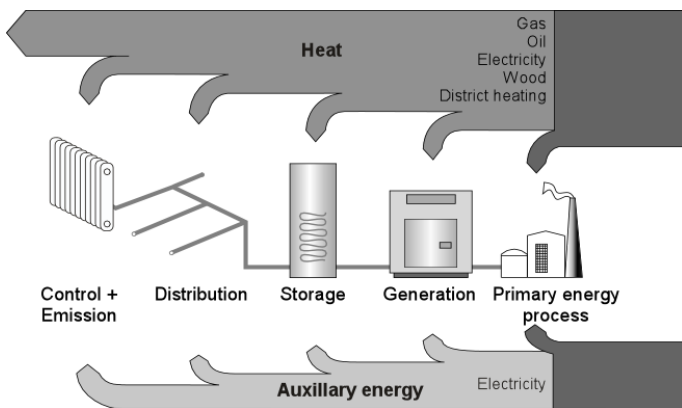 Heat
Gas
Oil
Electricity
Wood
District heating
Control +
Emission
Distribution
Storage
Generation
Primary energy
process
Auxillary energy
Electricity